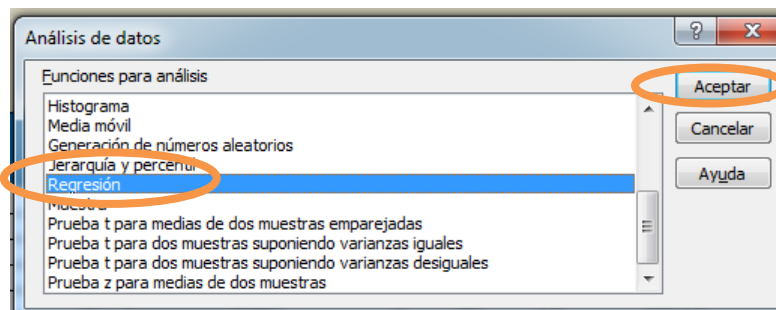 Análisis de datos
?
X
Funciones para análisis
Histograma
Media móvil
Generación de números aleatorios
Jerarquía y percentil
Regresión
Muestra
Prueba t para medias de dos muestras emparejadas
Prueba t para dos muestras suponiendo varianzas iguales
Prueba t para dos muestras suponiendo varianzas desiguales
Prueba z para medias de dos muestras
Aceptar
Cancelar
Ayuda